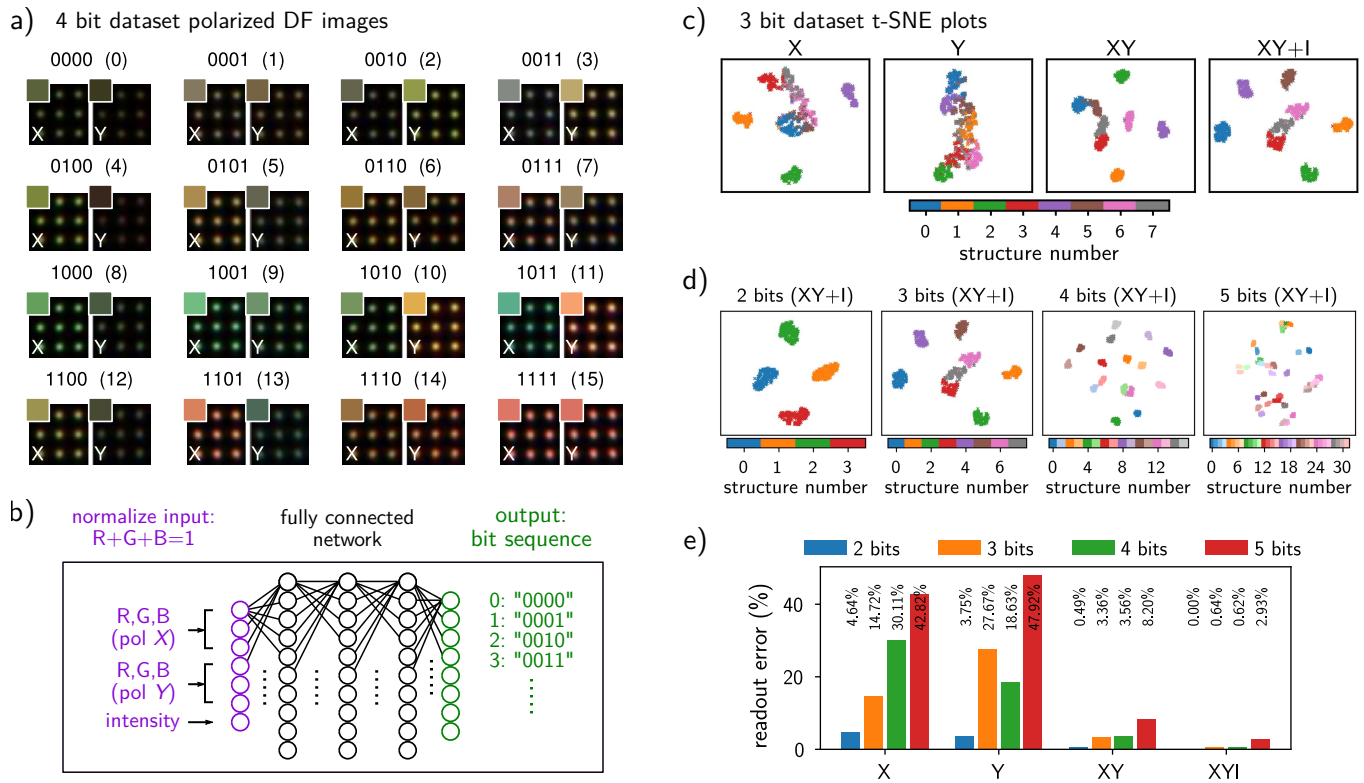 a) 4 bit dataset polarized DF images
0000 (0) 0001 (1) 0010 (2) 0011 (3)
X Y X Y X Y X Y
0100 (4) 0101 (5) 0110 (6) 0111 (7)
X Y X Y X Y X Y
1000 (8) 1001 (9) 1010 (10) 1011 (11)
X Y X Y X Y X Y
1100 (12) 1101 (13) 1110 (14) 1111 (15)
X Y X Y X Y X Y
b)
normalize input:
R+G+B=1
fully connected
network
output:
bit sequence
R,G,B
(pol X)
R,G,B
(pol Y)
intensity
0: "0000"
1: "0001"
2: "0010"
3: "0011"
c) 3 bit dataset t-SNE plots
X Y XY XY+I
0 1 2 3 4 5 6 7
structure number
d)
2 bits (XY+I) 3 bits (XY+I) 4 bits (XY+I) 5 bits (XY+I)
0 1 2 3 0 2 4 6 0 4 8 12 0 6 12 18 24 30
structure number structure number structure number structure number
e)
2 bits 3 bits 4 bits 5 bits
readout error (%)
40
20
0
4.64% 14.72% 30.11% 42.82% 3.75% 27.67% 18.63% 47.92% 0.49% 3.36% 3.56% 8.20% 0.00% 0.64% 0.62% 2.93%
X Y XY XYI